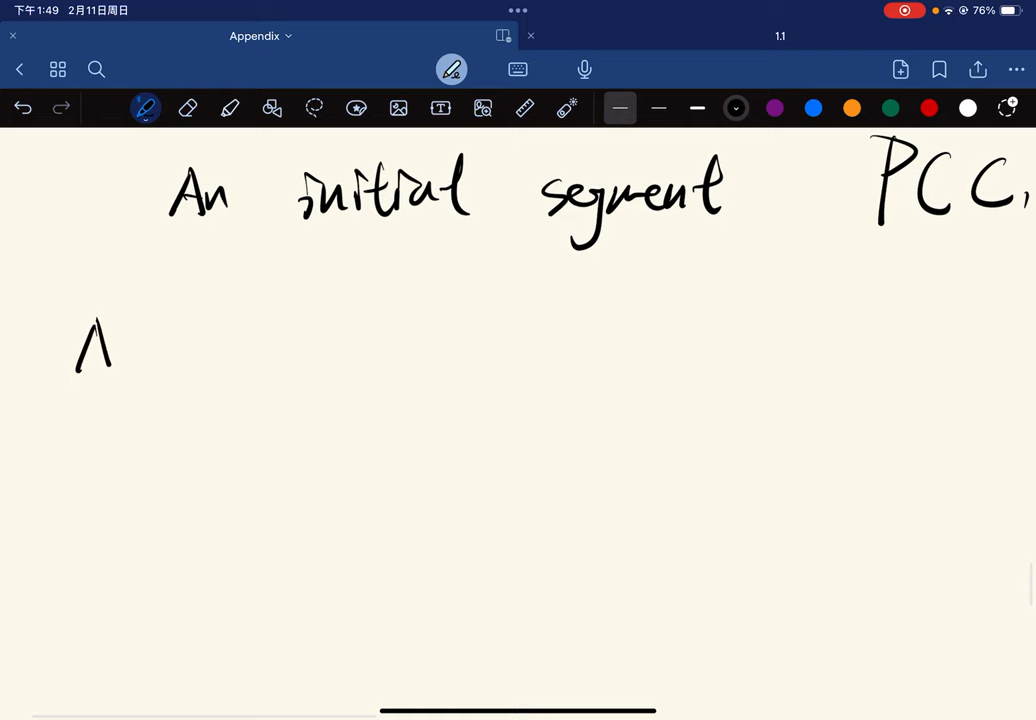 下午1:49 2月11日周日
76%
Appendix
1.1
An initial segment PCC,
Λ